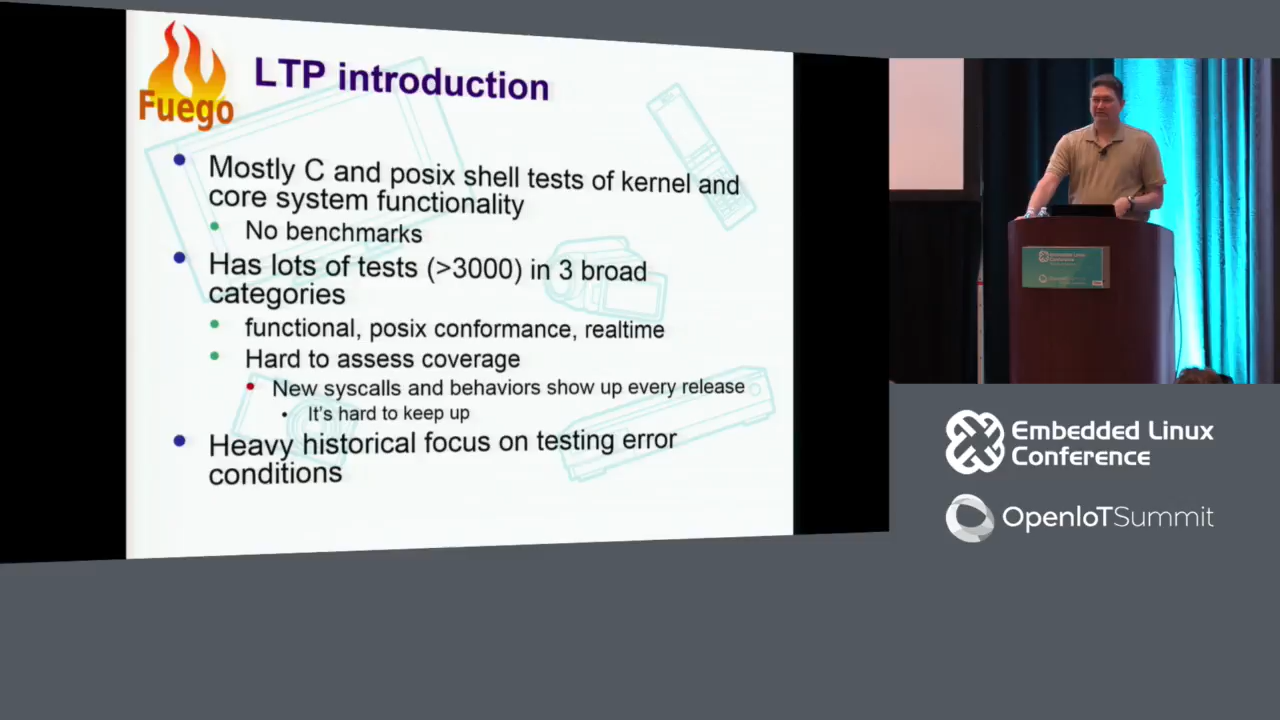 Fuego
LTP introduction
Mostly C and posix shell tests of kernel and
core system functionality
No benchmarks
Has lots of tests (>3000) in 3 broad
categories
functional, posix conformance, realtime
Hard to assess coverage
New syscalls and behaviors show up every release
It's hard to keep up
Heavy historical focus on testing error
conditions
Embedded Linux
Conference
Embedded Linux
Conference
OpenIoTSummit